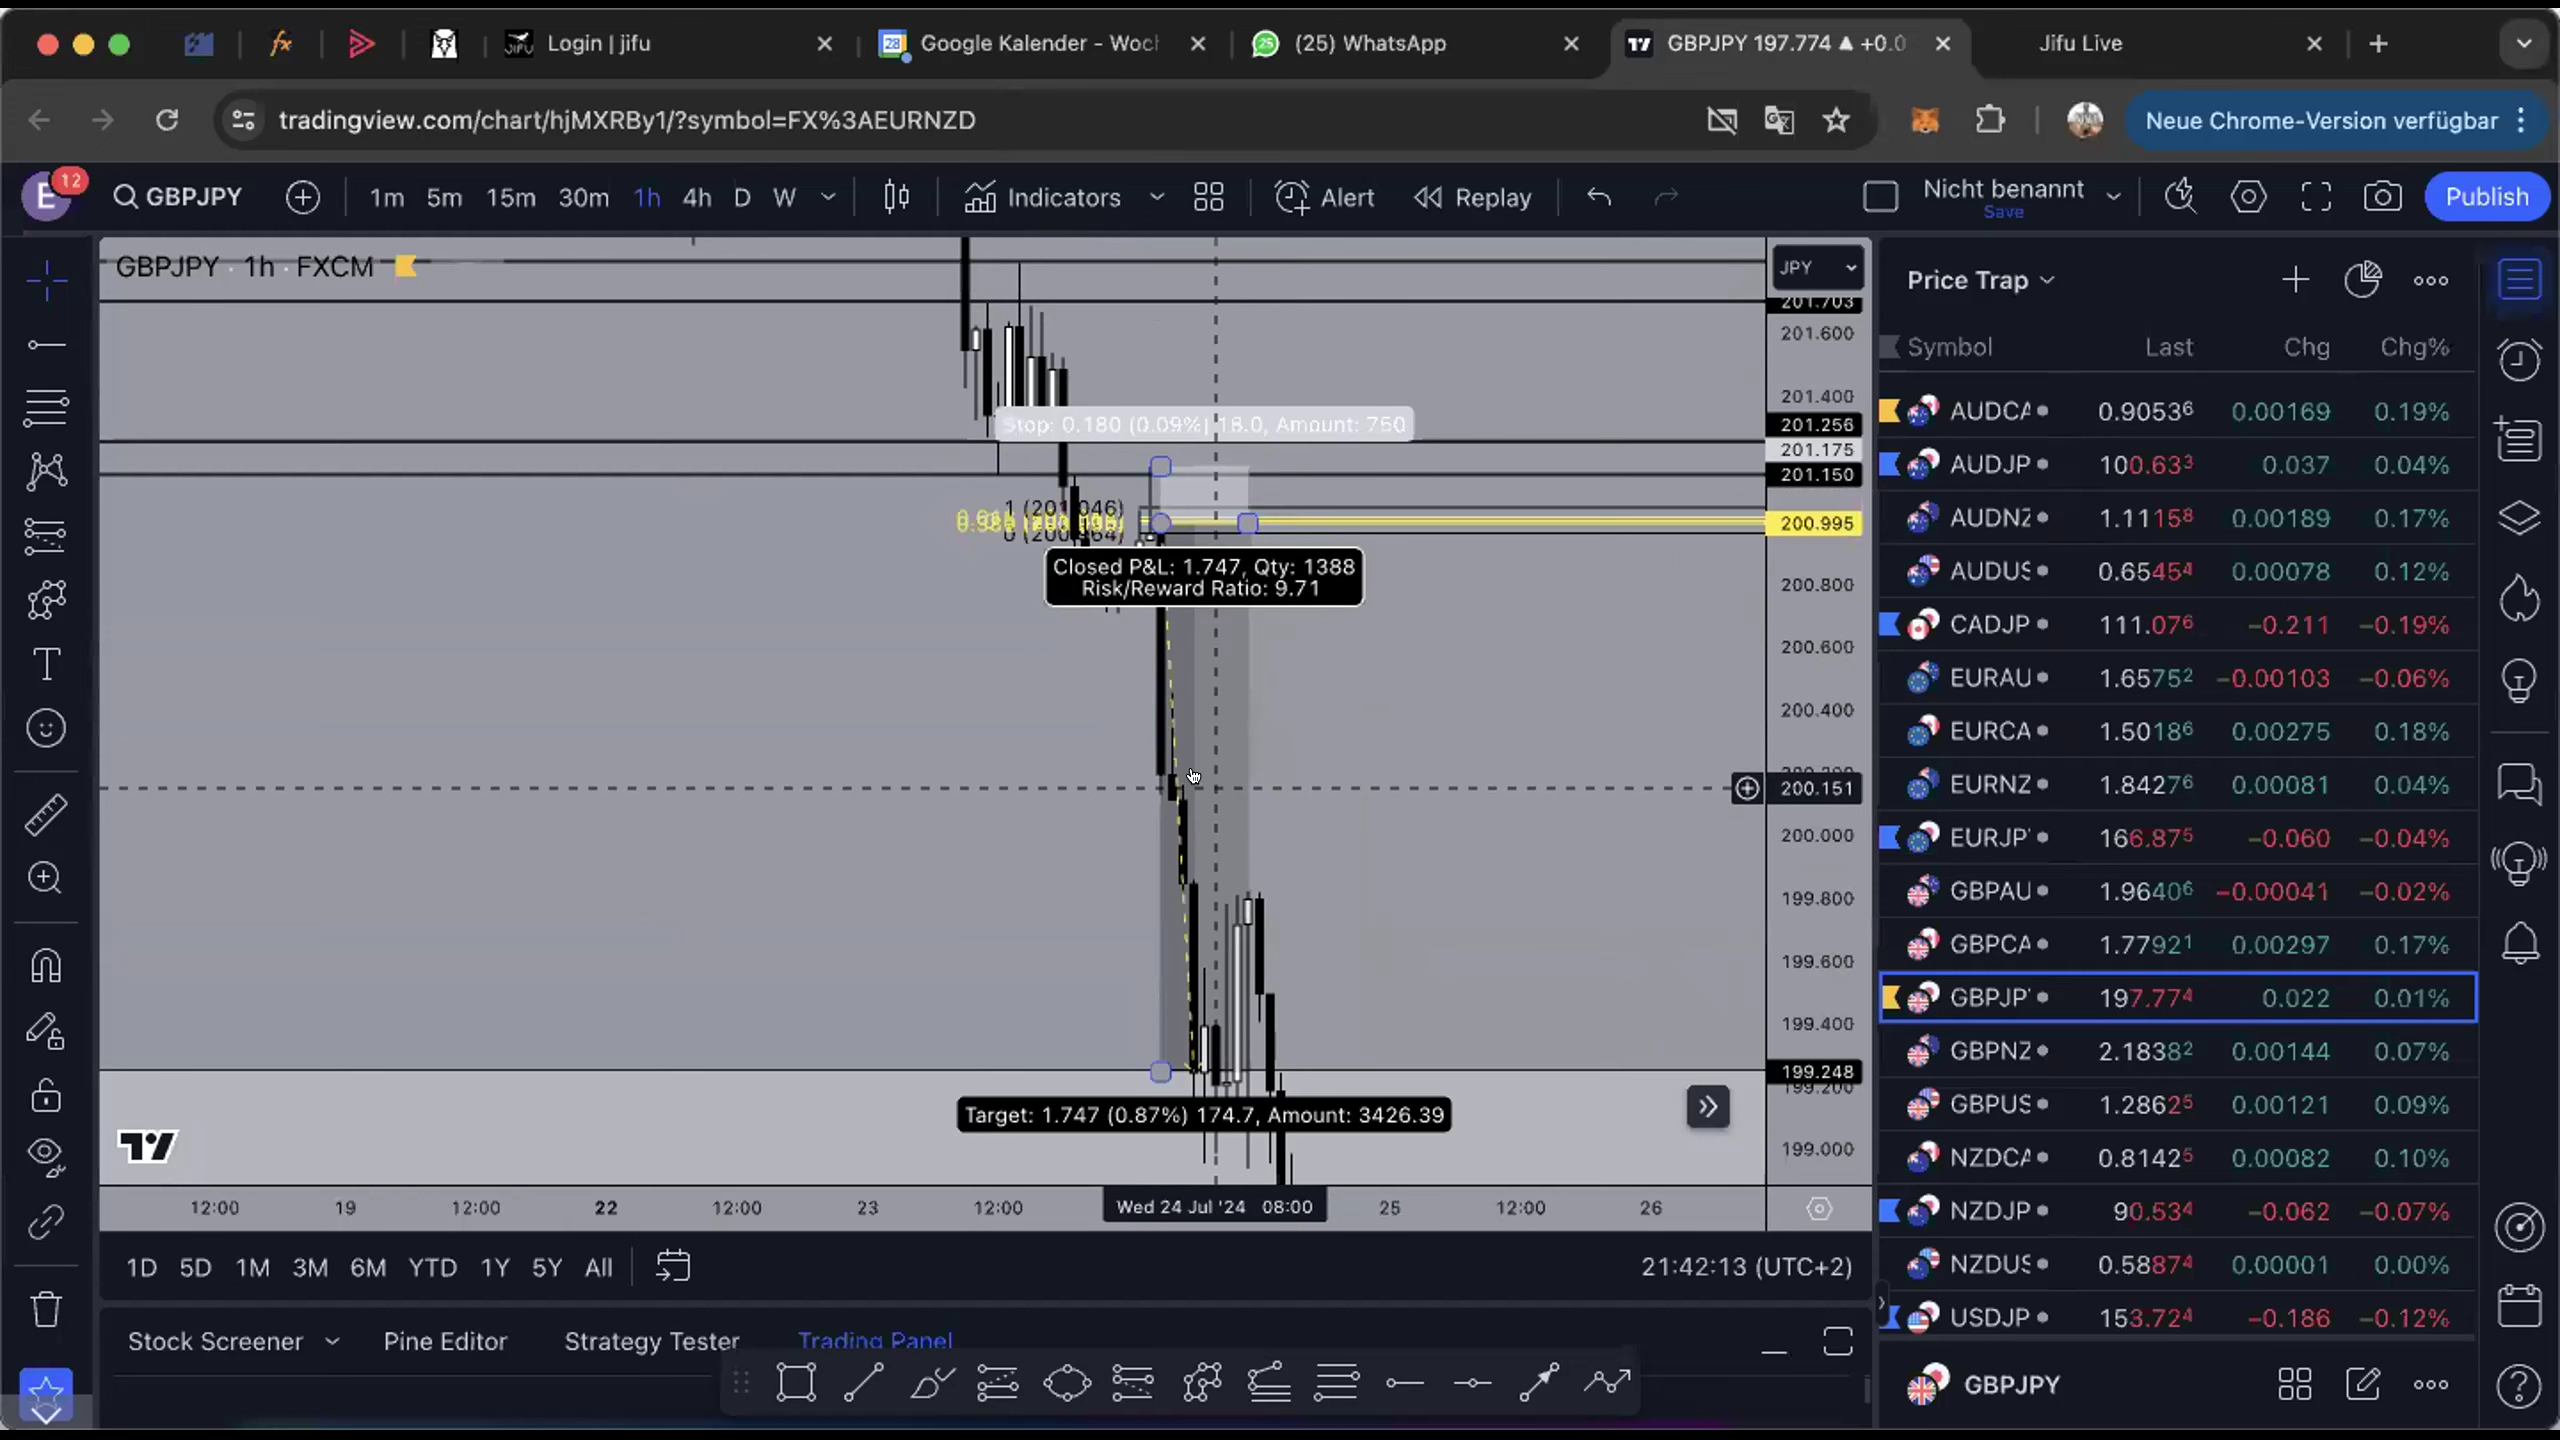 Login | jifu
28
Google Kalender - Woch
25
(25) WhatsApp
GBPJPY 197.774 ▲ +0.0
Jifu Live
tradingview.com/chart/hjMXRBy1/?symbol=FX%3AEURNZD
Neue Chrome-Version verfügbar
E 12
GBPJPY
1m 5m 15m 30m 1h 4h D W
Indicators
Alert
Replay
Nicht benannt
Save
Publish
GBPJPY · 1h · FXCM
JPY
201.703
201.600
201.400
201.256
201.175
201.150
200.995
200.800
200.600
200.400
200.151
200.000
199.800
199.600
199.400
199.248
199.200
199.000
Stop: 0.180 (0.09%) 18.0, Amount: 750
1 (201.046)
Closed P&L: 1.747, Qty: 1388
Risk/Reward Ratio: 9.71
Target: 1.747 (0.87%) 174.7, Amount: 3426.39
12:00 19 12:00 22 12:00 23 12:00 Wed 24 Jul '24 08:00 25 12:00 26
1D 5D 1M 3M 6M YTD 1Y 5Y All
21:42:13 (UTC+2)
Stock Screener Pine Editor Strategy Tester Trading Panel
Price Trap
Symbol Last Chg Chg%
AUDCA 0.90536 0.00169 0.19%
AUDJP 100.633 0.037 0.04%
AUDNZ 1.11158 0.00189 0.17%
AUDUS 0.65454 0.00078 0.12%
CADJP 111.076 −0.211 −0.19%
EURAU 1.65752 −0.00103 −0.06%
EURCA 1.50186 0.00275 0.18%
EURNZ 1.84276 0.00081 0.04%
EURJP 166.875 −0.060 −0.04%
GBPAU 1.96406 −0.00041 −0.02%
GBPCA 1.77921 0.00297 0.17%
GBPJP 197.774 0.022 0.01%
GBPNZ 2.18382 0.00144 0.07%
GBPUS 1.28625 0.00121 0.09%
NZDCA 0.81425 0.00082 0.10%
NZDJP 90.534 −0.062 −0.07%
NZDUS 0.58874 0.00001 0.00%
USDJP 153.724 −0.186 −0.12%
GBPJPY